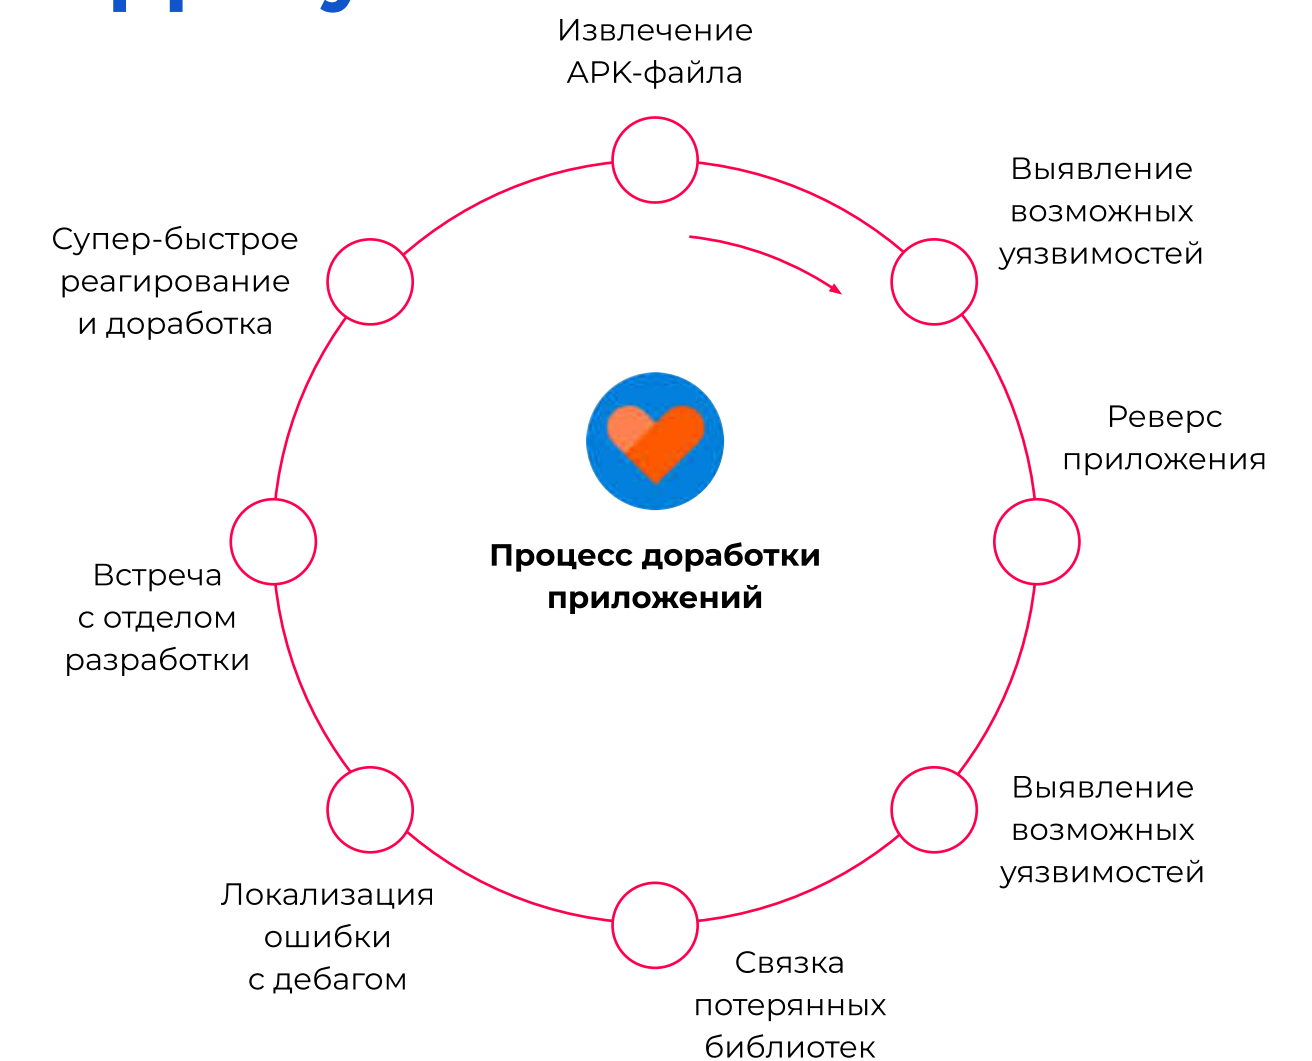 Извлечение
APK-файла
Выявление
возможных
уязвимостей
Супер-быстрое
реагирование
и доработка
Реверс
приложения
Процесс доработки
приложений
Встреча
с отделом
разработки
Выявление
возможных
уязвимостей
Локализация
ошибки
с дебагом
Связка
потерянных
библиотек